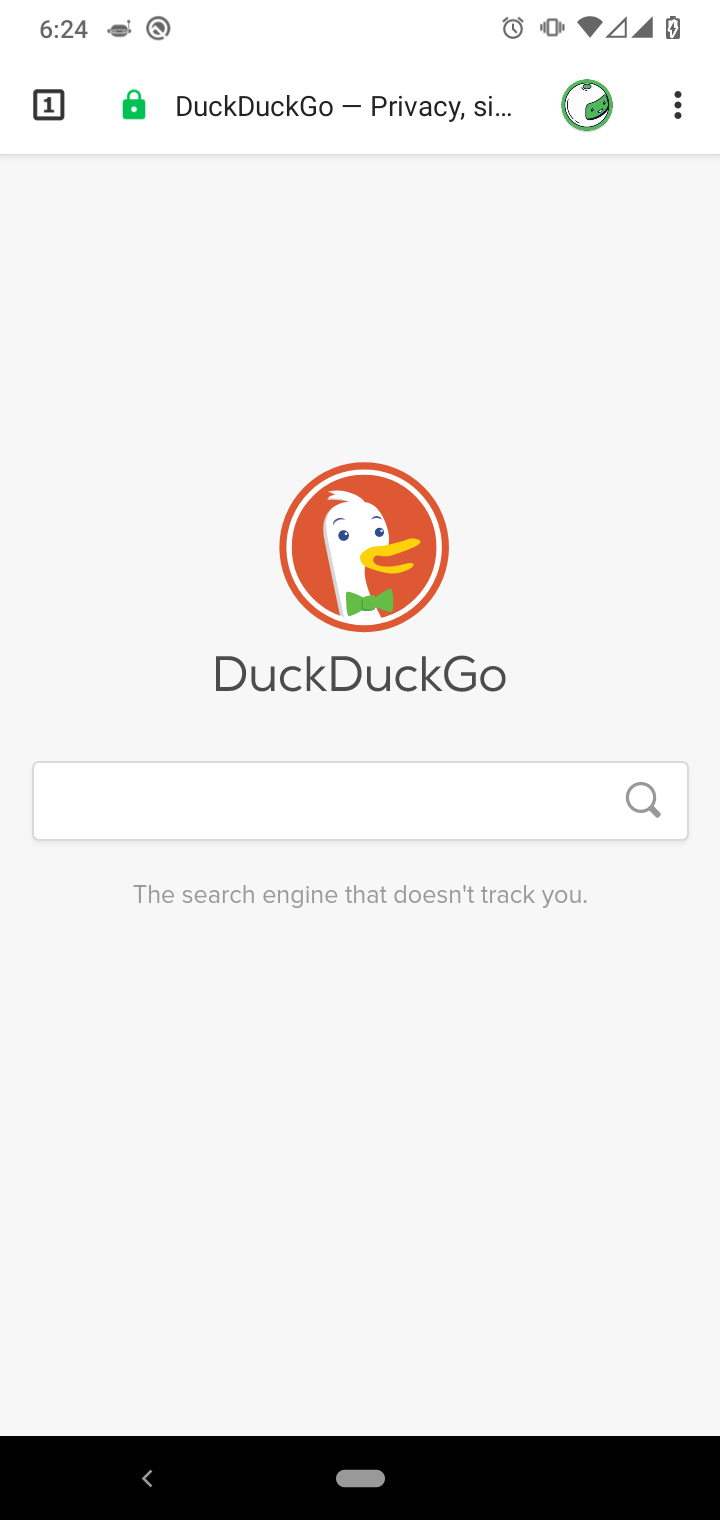 6:24
1
DuckDuckGo — Privacy, si...
DuckDuckGo
The search engine that doesn't track you.